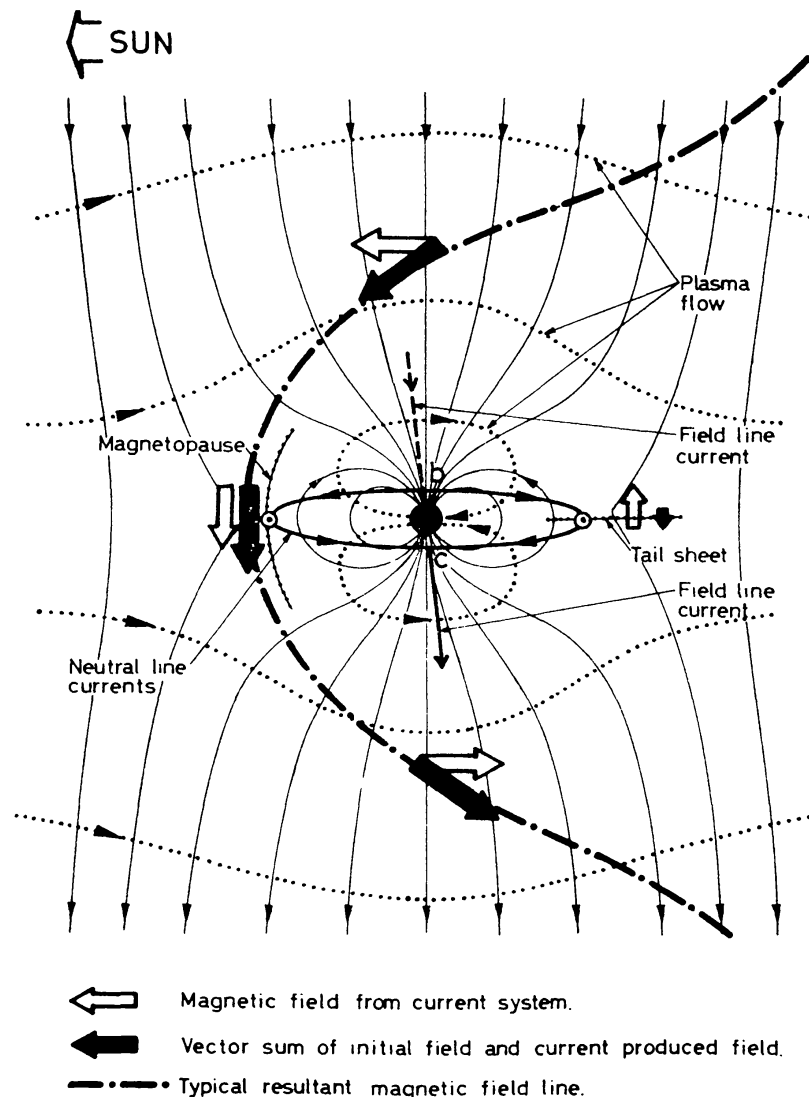 SUN
Plasma
flow
Magnetopause
Field line
current
b
Tail sheet
c
Field line
current
Neutral line
currents
Magnetic field from current system.
Vector sum of initial field and current produced field.
Typical resultant magnetic field line.